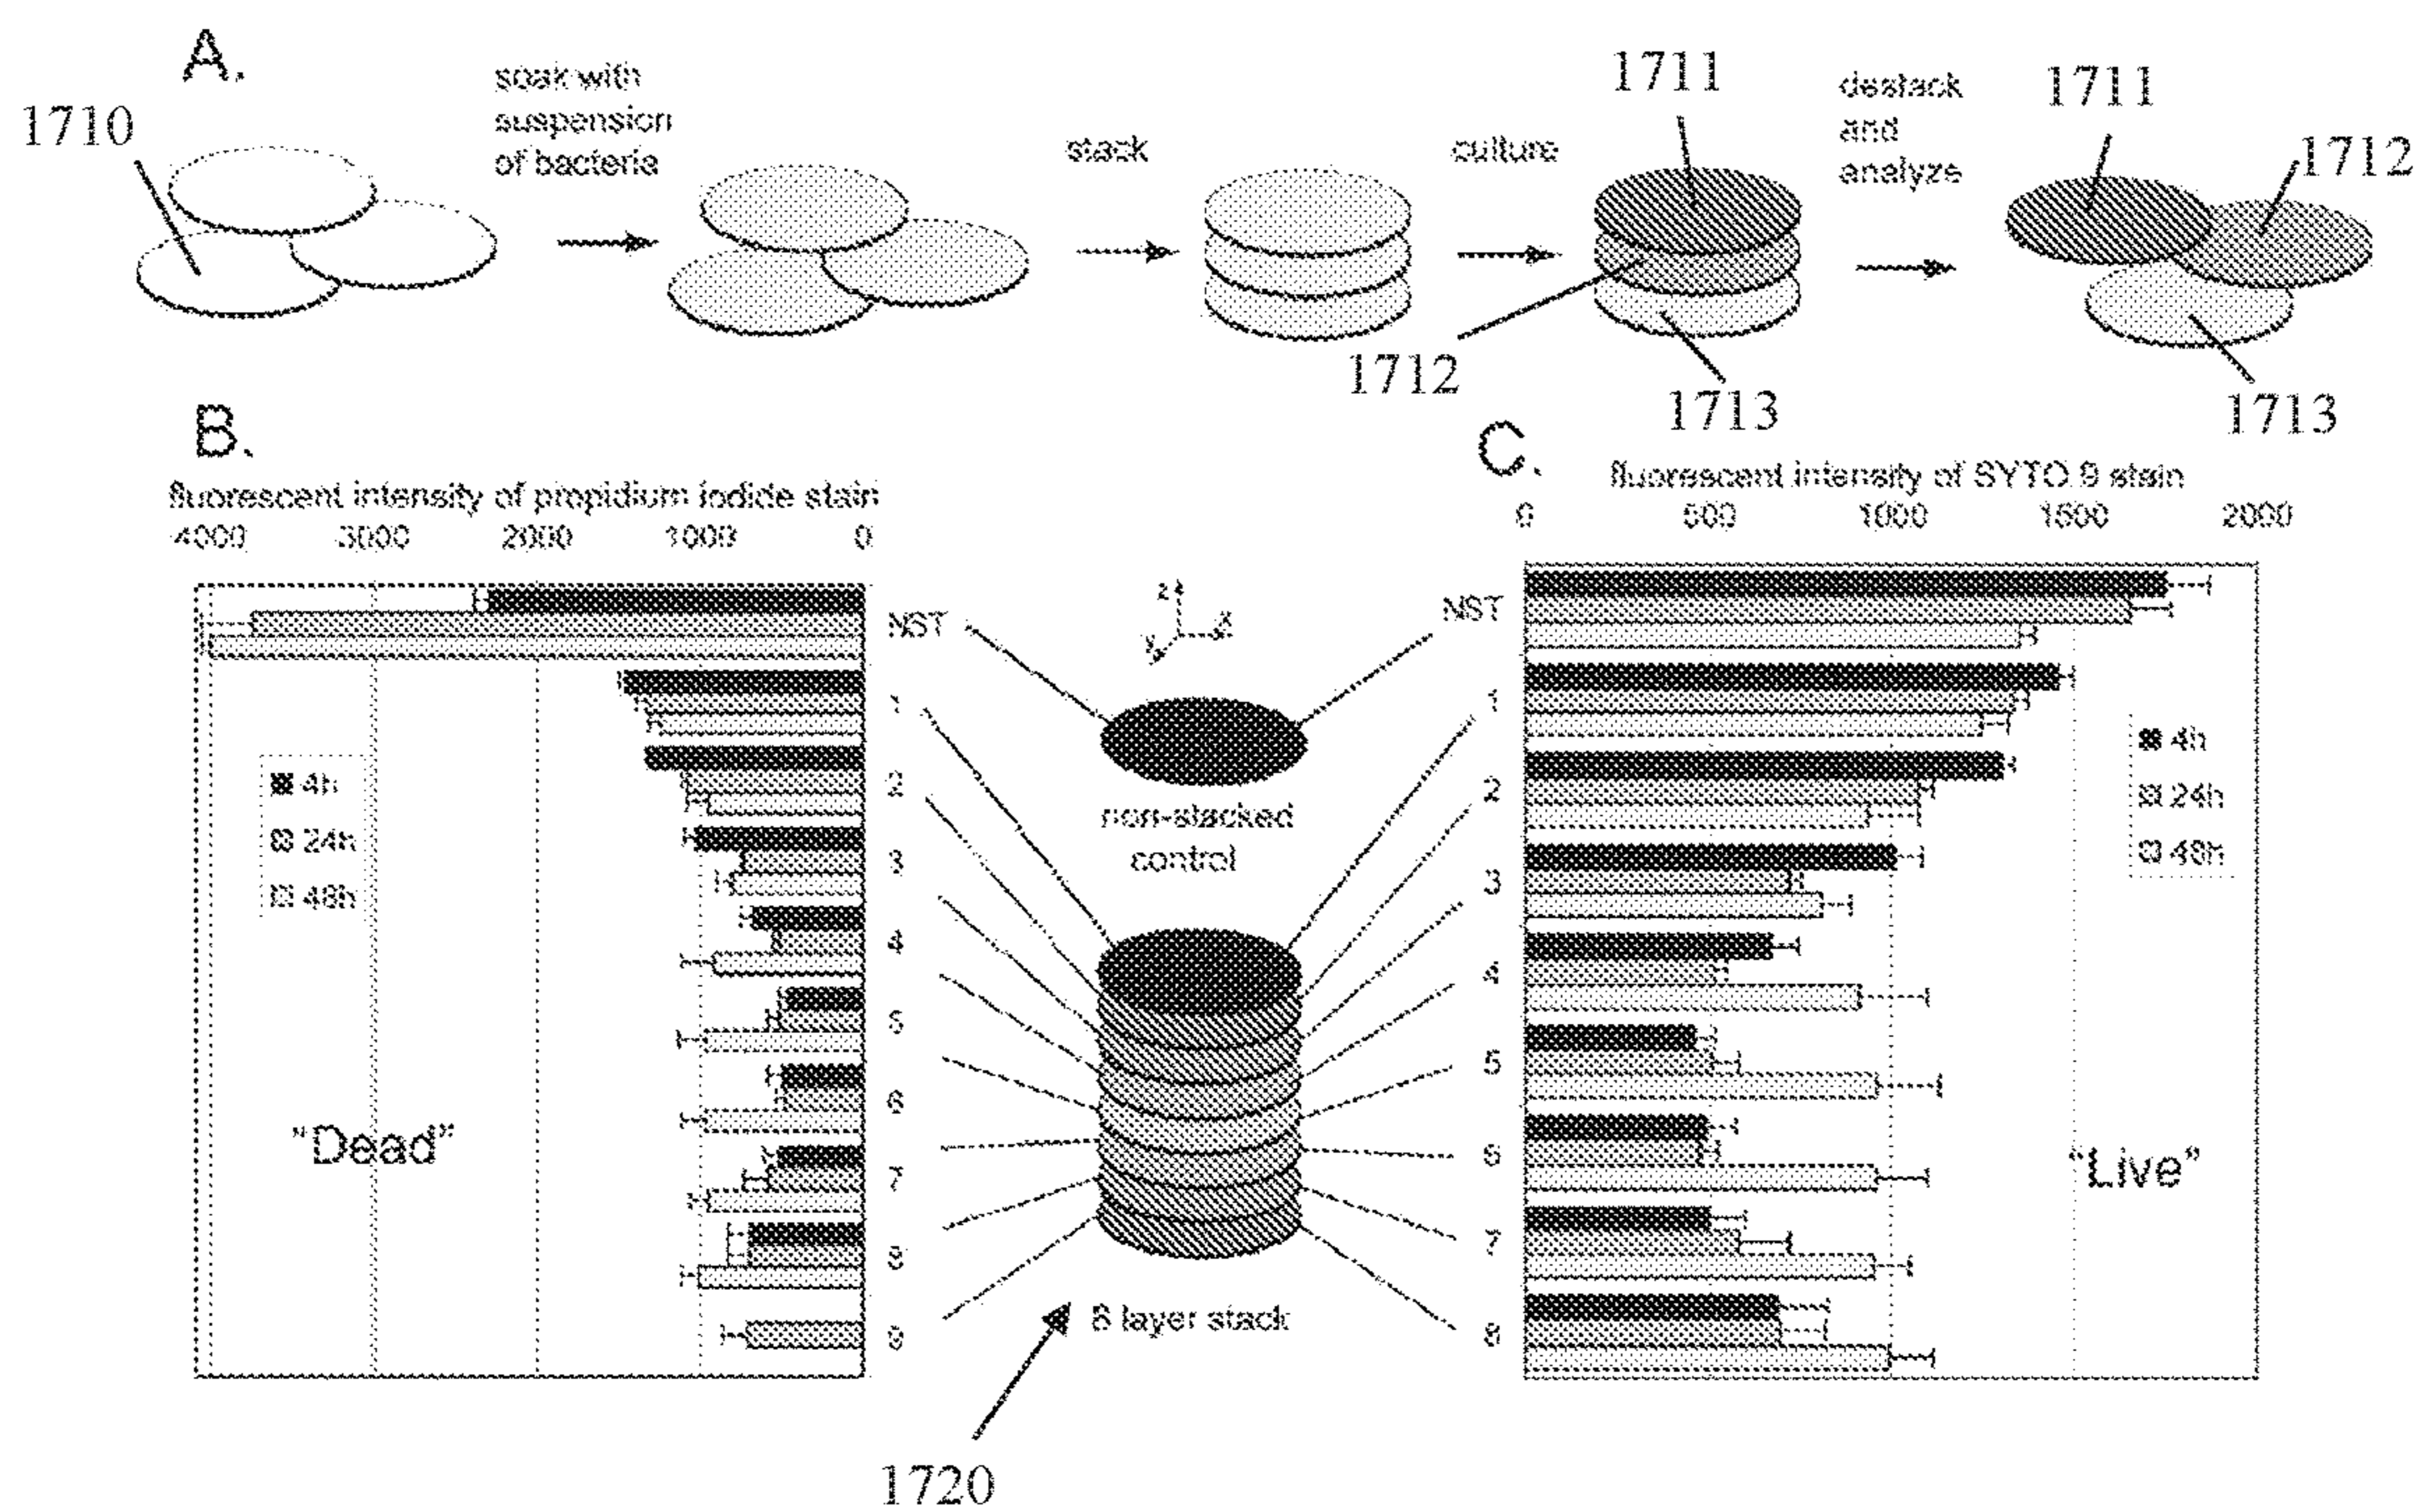 A.
1710
soak with
suspension
of bacteria
stack
culture
1711
destack
and
analyze
1711
1712
1712
1713
1713
B.
fluorescent intensity of propidium iodide stain
4000 3000 2000 1000 0
NST
1
2
3
4
5
6
7
8
9
4h
24h
48h
"Dead"
z
y
x
non-stacked
control
8 layer stack
1720
C.
fluorescent intensity of SYTO 9 stain
0 500 1000 1500 2000
NST
1
2
3
4
5
6
7
8
4h
24h
48h
"Live"